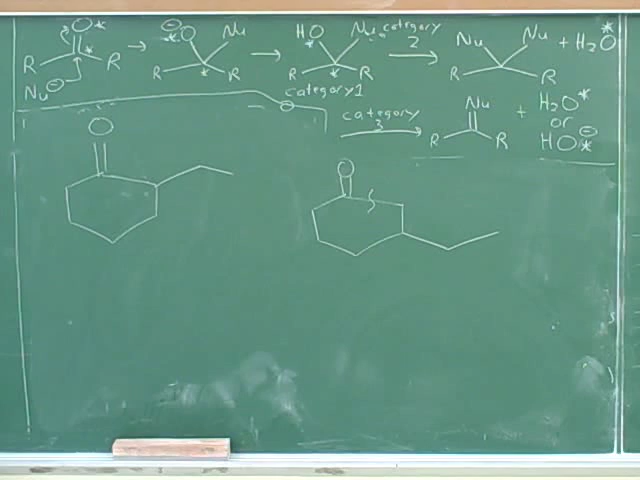 O* → ⊖ *O Nu → HO * Nu category 2 → Nu Nu + H₂O*
R * R R * R R * R R R
Nu⊖ category 1
category 3 → Nu + H₂O* or HO⊖ *
R R
O
O